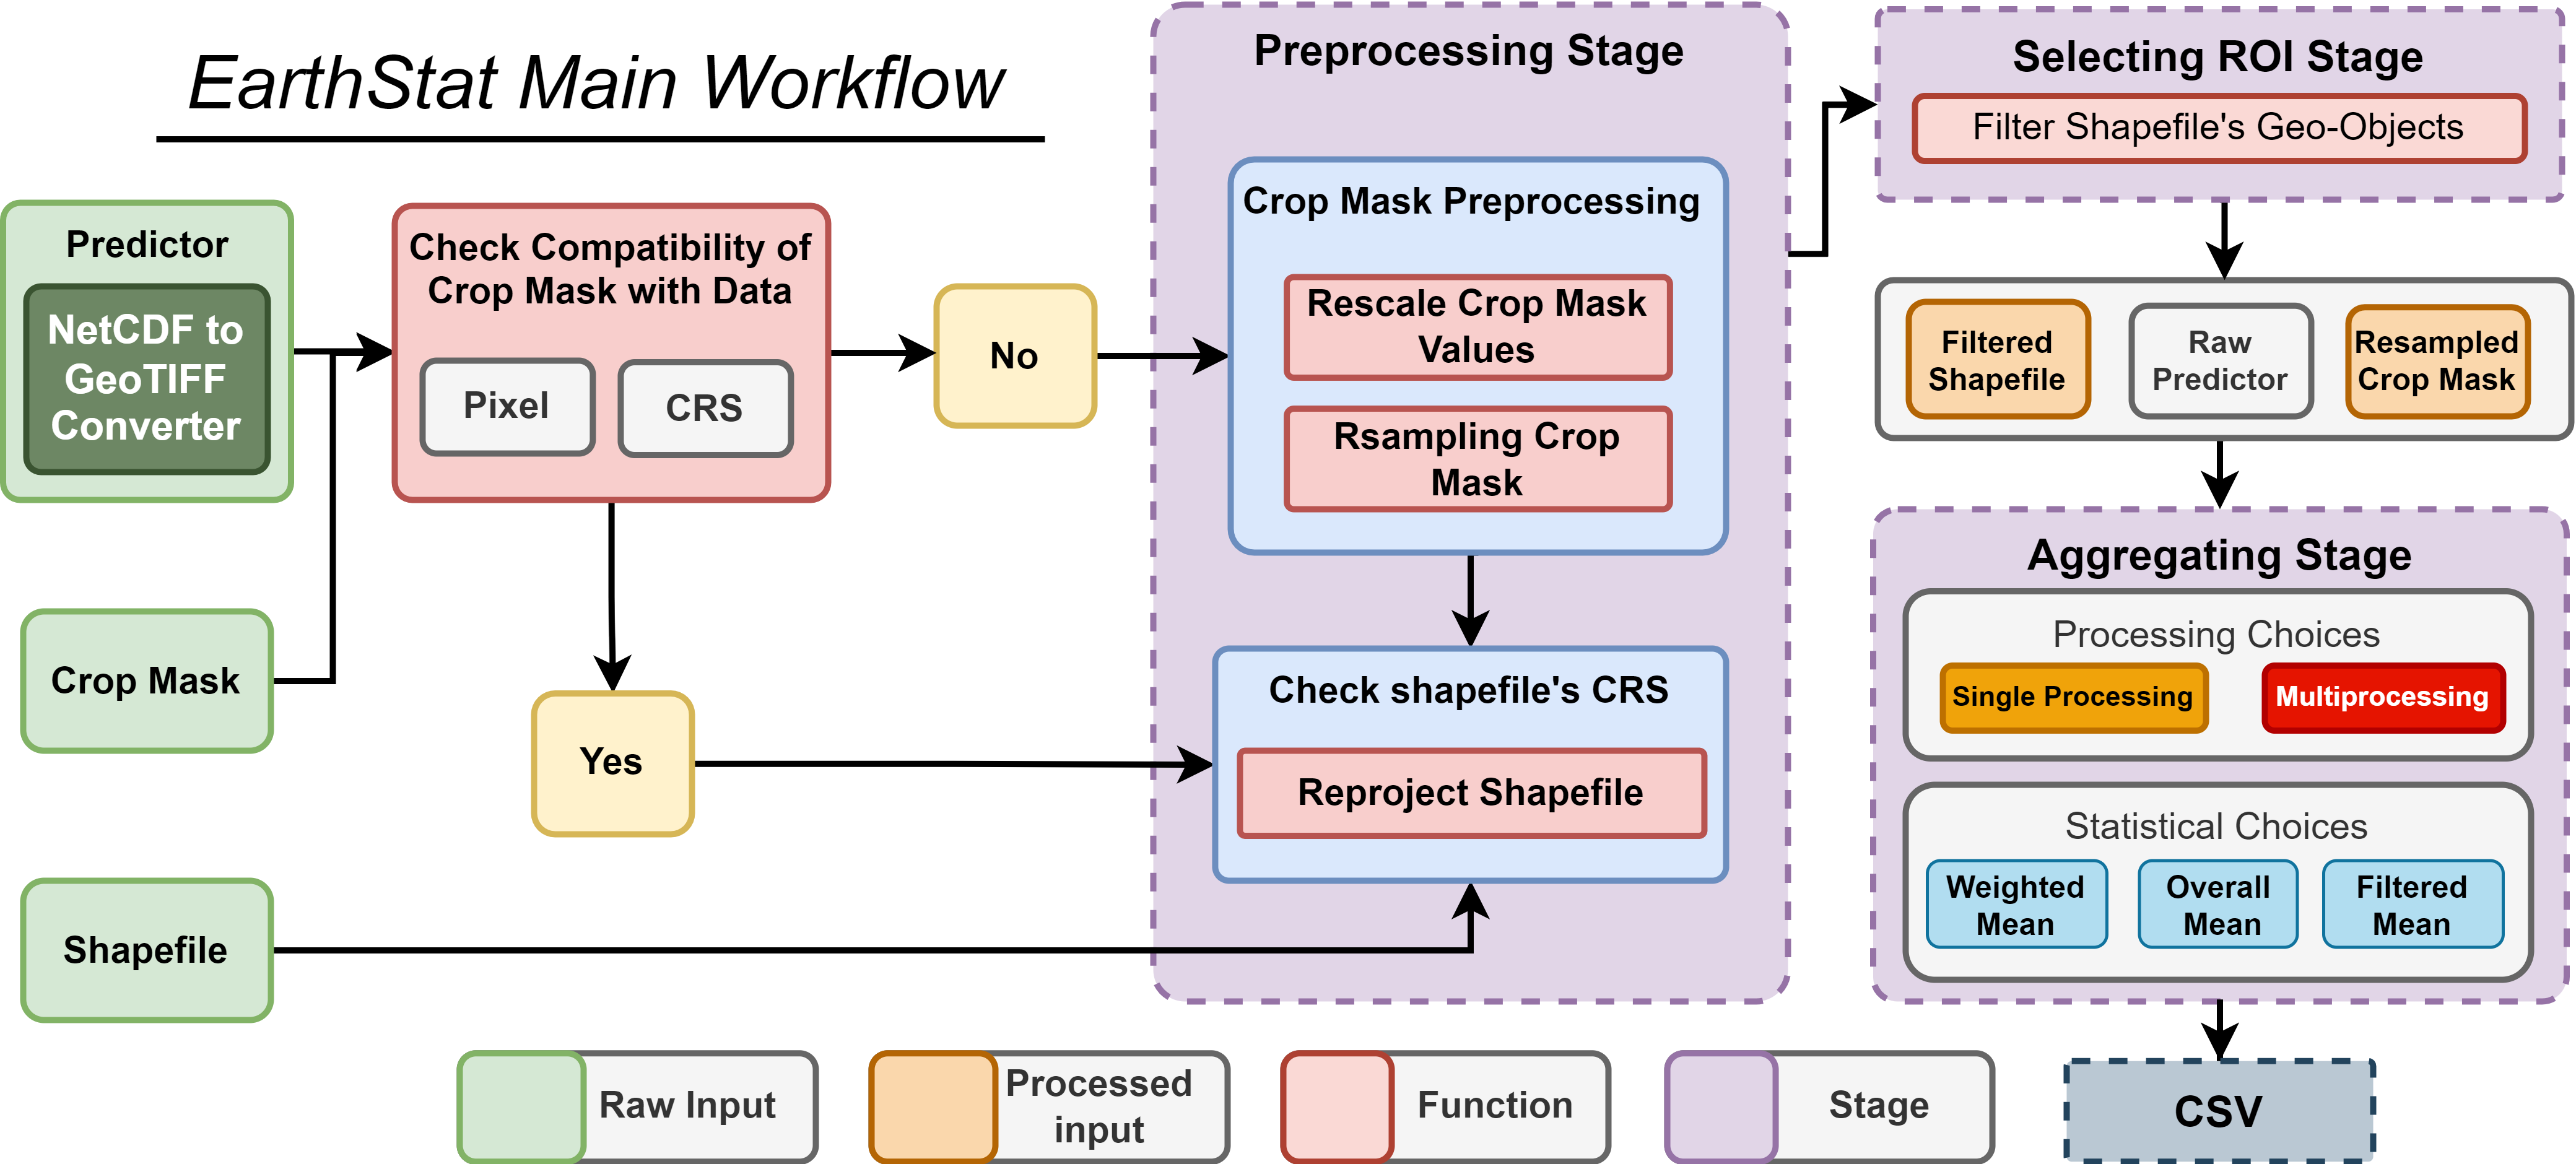 EarthStat Main Workflow
Predictor
NetCDF to
GeoTIFF
Converter
Crop Mask
Shapefile
Check Compatibility of
Crop Mask with Data
Pixel
CRS
No
Yes
Preprocessing Stage
Crop Mask Preprocessing
Rescale Crop Mask
Values
Rsampling Crop
Mask
Check shapefile's CRS
Reproject Shapefile
Selecting ROI Stage
Filter Shapefile's Geo-Objects
Filtered
Shapefile
Raw
Predictor
Resampled
Crop Mask
Aggregating Stage
Processing Choices
Single Processing
Multiprocessing
Statistical Choices
Weighted
Mean
Overall
Mean
Filtered
Mean
CSV
Raw Input
Processed
input
Function
Stage